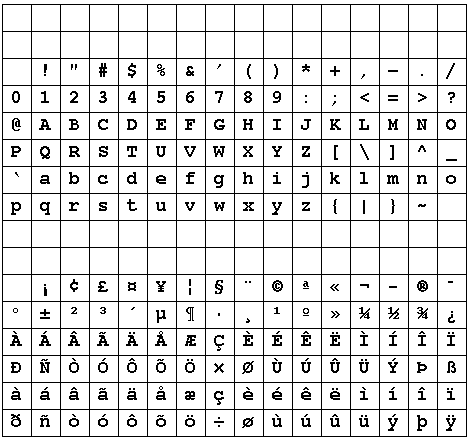 ! " # $ % & ´ ( ) * + , – . /
0 1 2 3 4 5 6 7 8 9 : ; < = > ?
@ A B C D E F G H I J K L M N O
P Q R S T U V W X Y Z [ \ ] ^ _
` a b c d e f g h i j k l m n o
p q r s t u v w x y z { | } ~
¡ ¢ £ ¤ ¥ ¦ § ¨ © ª « ¬ – ® ¯
° ± ² ³ ´ µ ¶ · ¸ ¹ º » ¼ ½ ¾ ¿
À Á Â Ã Ä Å Æ Ç È É Ê Ë Ì Í Î Ï
Ð Ñ Ò Ó Ô Õ Ö × Ø Ù Ú Û Ü Ý Þ ß
à á â ã ä å æ ç è é ê ë ì í î ï
ð ñ ò ó ô õ ö ÷ ø ù ú û ü ý þ ÿ